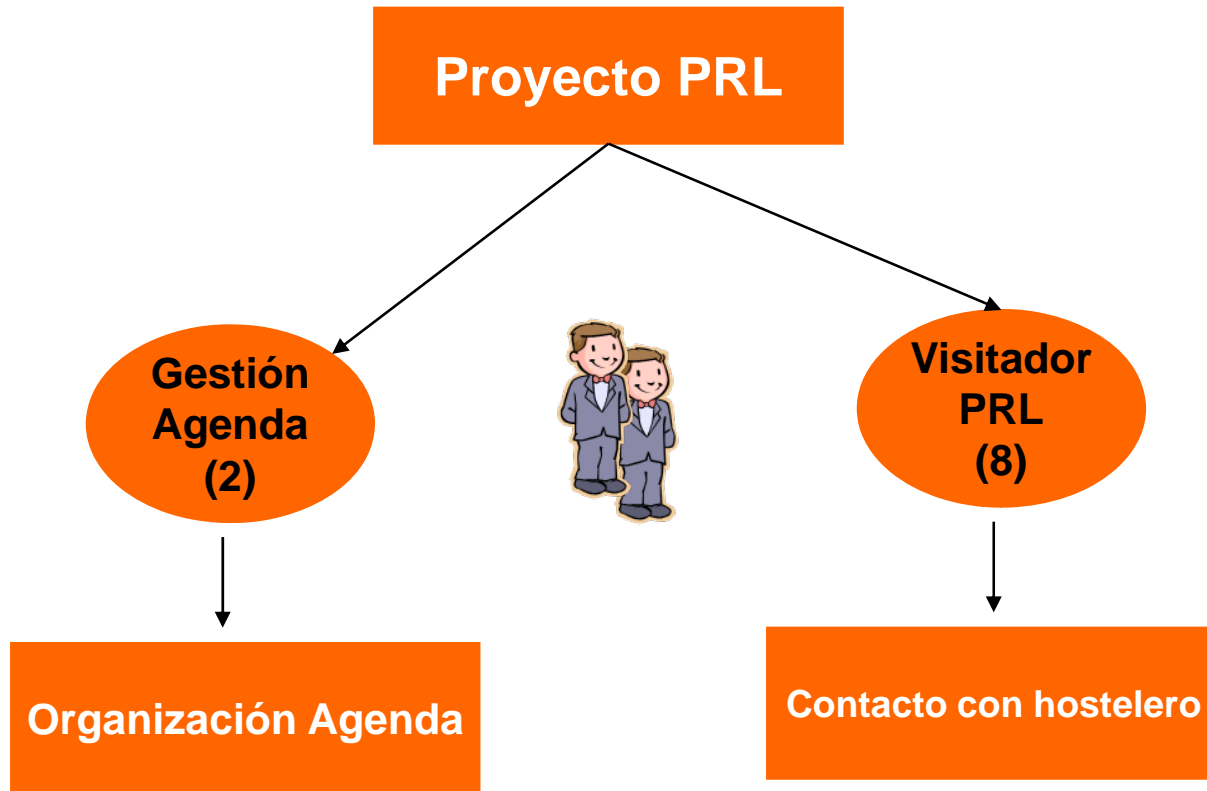 Proyecto PRL
Gestión
Agenda
(2)
Visitador
PRL
(8)
Organización Agenda
Contacto con hostelero